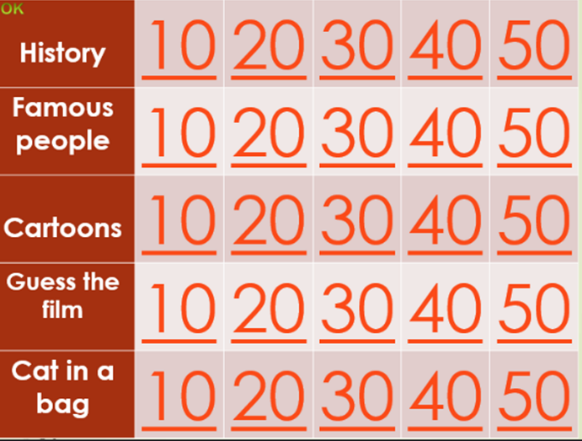 OK
History 10 20 30 40 50
Famous
people 10 20 30 40 50
Cartoons 10 20 30 40 50
Guess the
film 10 20 30 40 50
Cat in a
bag 10 20 30 40 50